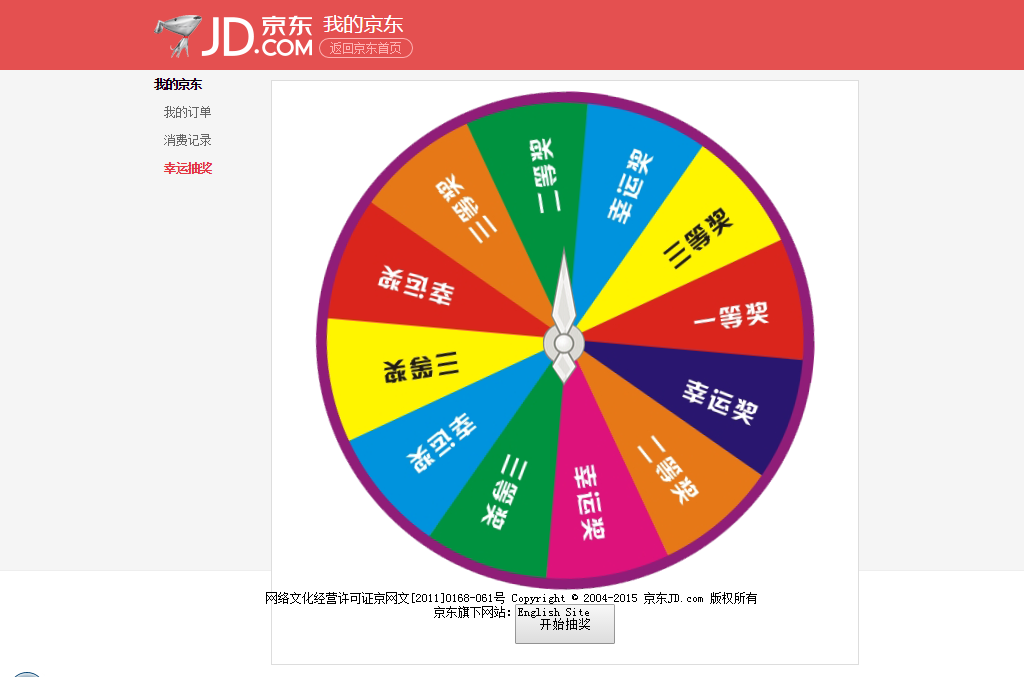 JD.COM 京东
我的京东
返回京东首页
我的京东
我的订单
消费记录
幸运抽奖
二等奖
幸运奖
三等奖
一等奖
幸运奖
二等奖
幸运奖
三等奖
幸运奖
三等奖
幸运奖
三等奖
网络文化经营许可证京网文[2011]0168-061号 Copyright © 2004-2015 京东JD.com 版权所有
京东旗下网站：English Site
开始抽奖